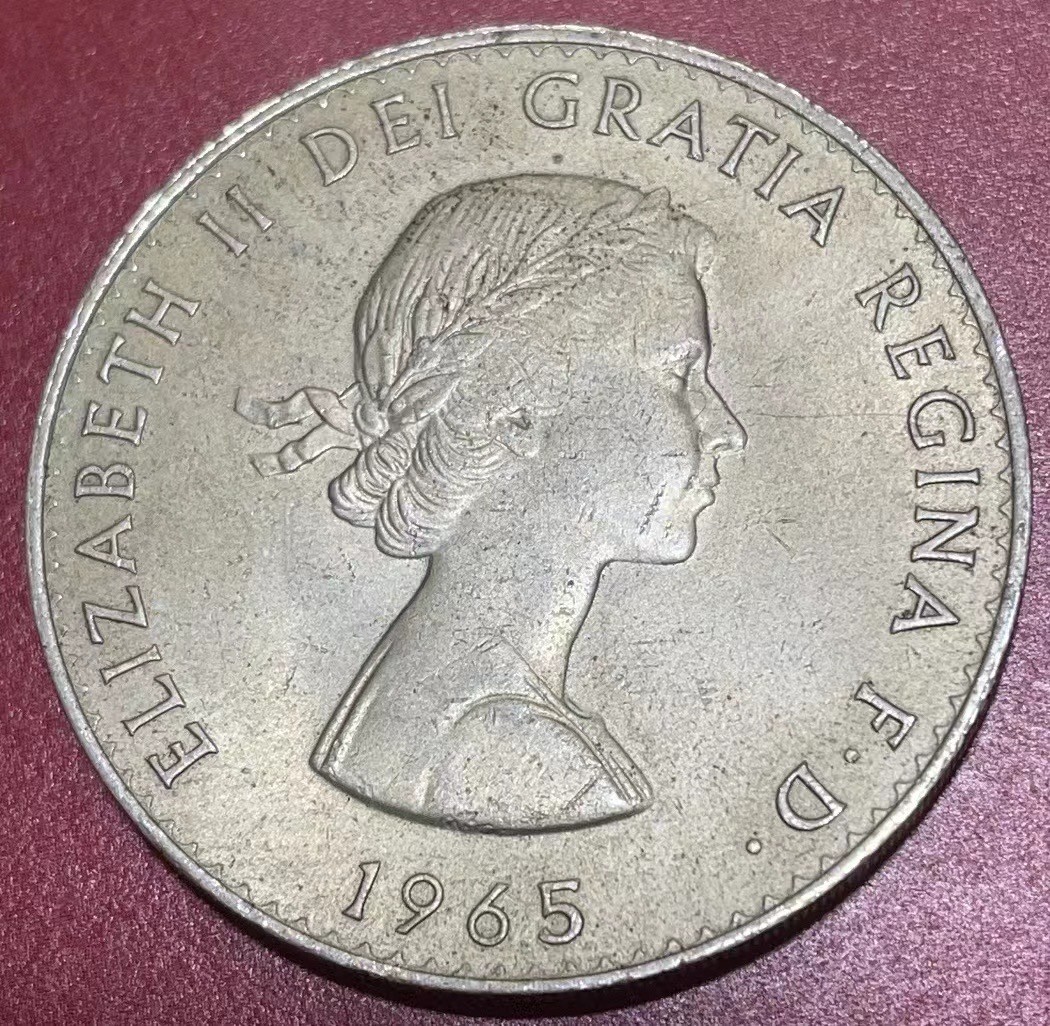 ELIZABETH II DEI GRATIA REGINA F·D·
1965